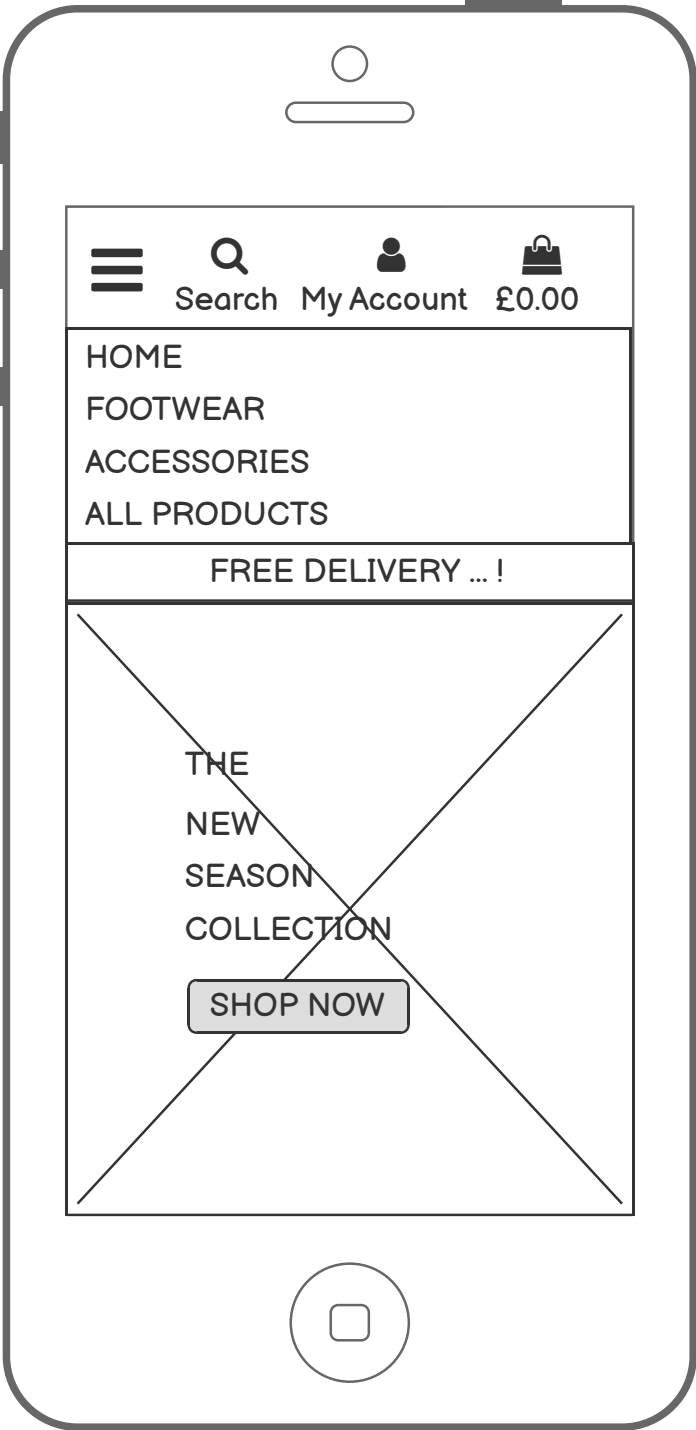 Search My Account £0.00
HOME
FOOTWEAR
ACCESSORIES
ALL PRODUCTS
FREE DELIVERY ... !
THE
NEW
SEASON
COLLECTION
SHOP NOW